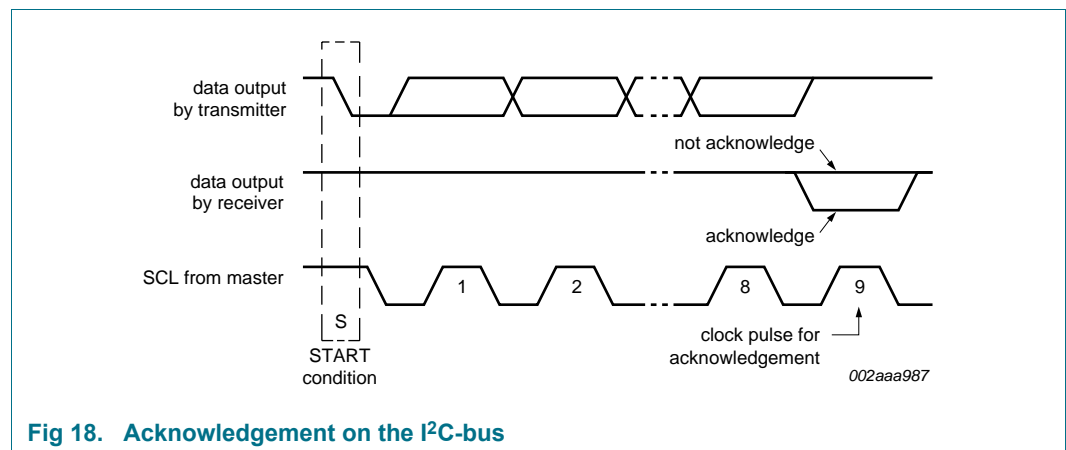 data output
by transmitter
not acknowledge
data output
by receiver
acknowledge
SCL from master
1
2
8
9
S
START
condition
clock pulse for
acknowledgement
002aaa987
Fig 18. Acknowledgement on the I²C-bus